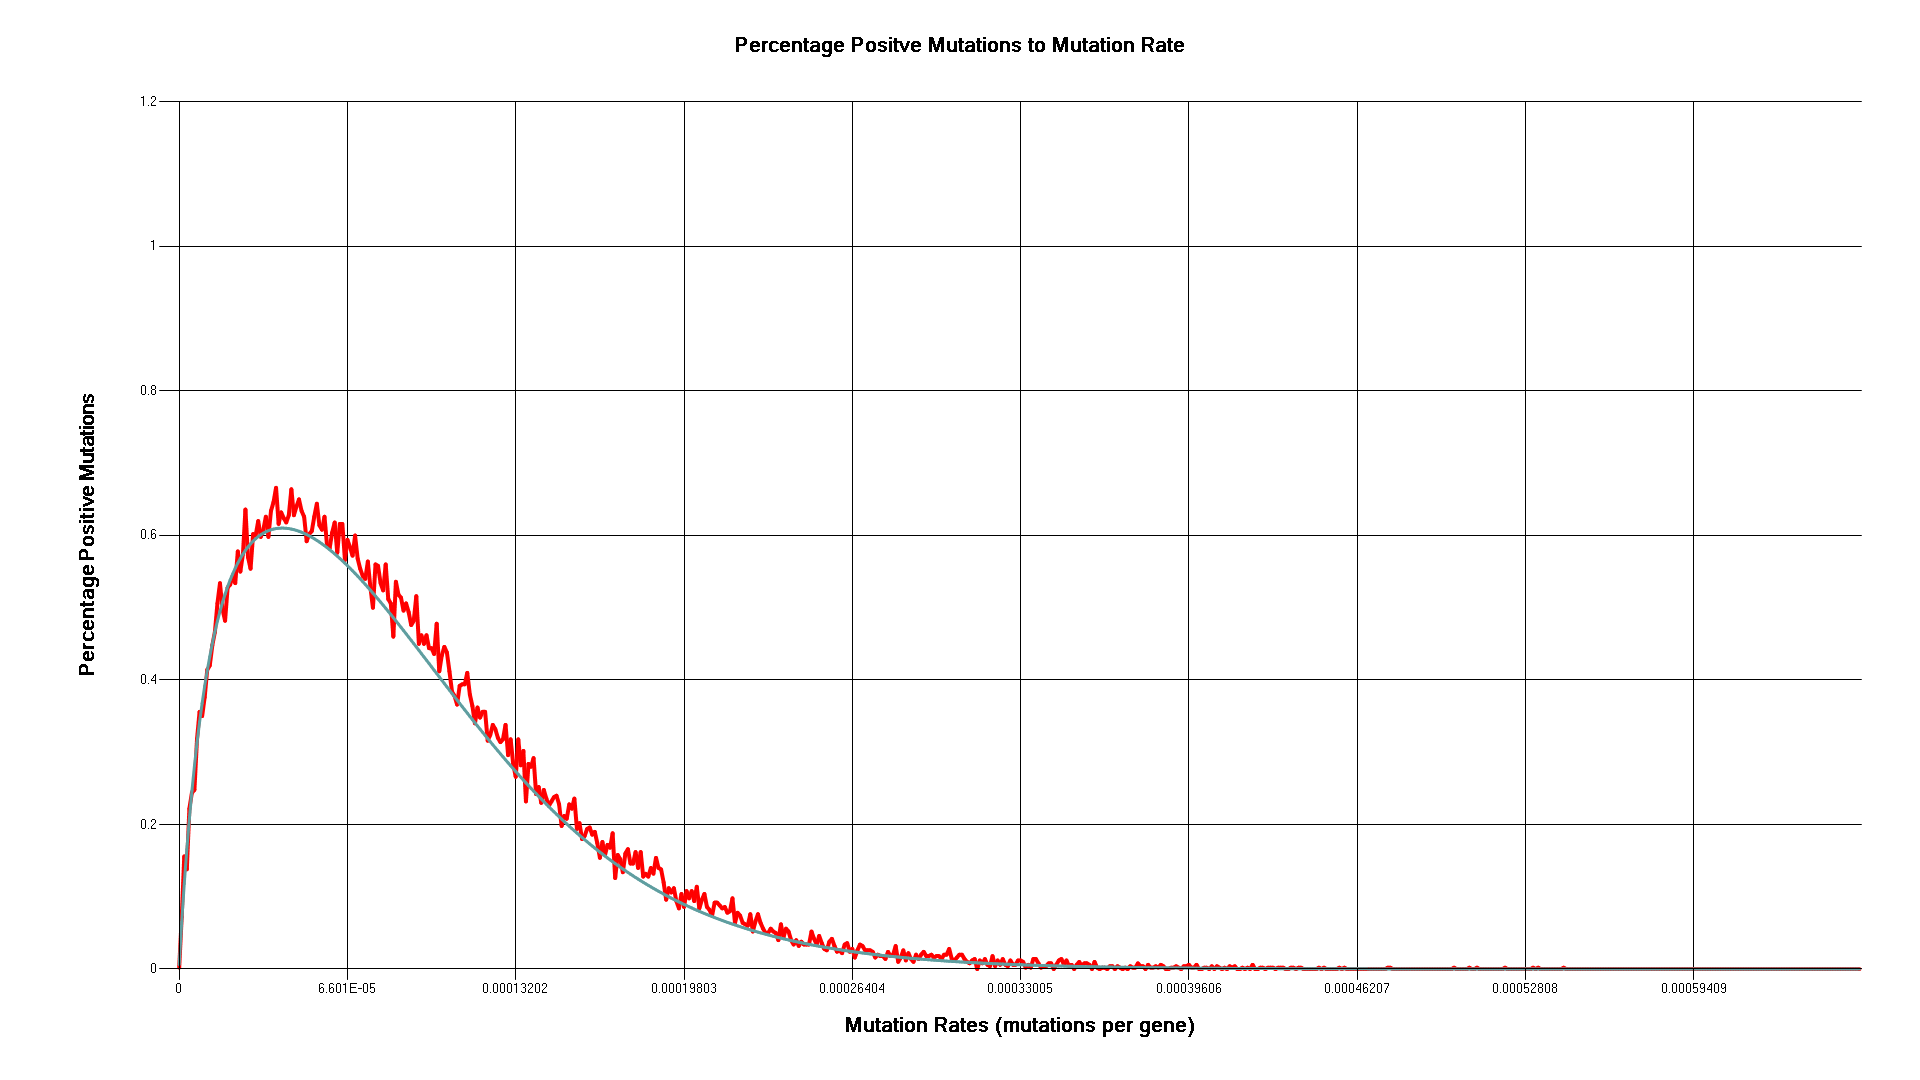 Percentage Positve Mutations to Mutation Rate
1.2
1
0.8
0.6
0.4
0.2
0
Percentage Positive Mutations
0 6.601E-05 0.00013202 0.00019803 0.00026404 0.00033005 0.00039606 0.00046207 0.00052808 0.00059409
Mutation Rates (mutations per gene)